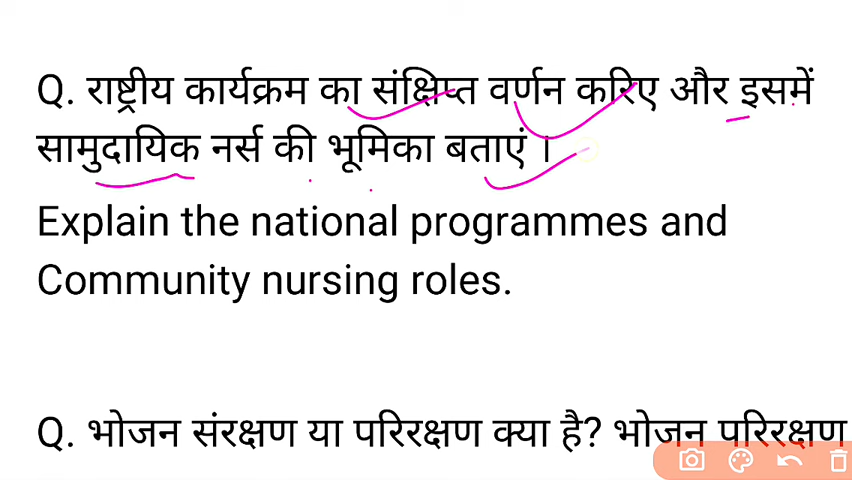 Q. राष्ट्रीय कार्यक्रम का संक्षिप्त वर्णन करिए और इसमें
सामुदायिक नर्स की भूमिका बताएं ।
Explain the national programmes and
Community nursing roles.
Q. भोजन संरक्षण या परिरक्षण क्या है? भोजन परिरक्षण